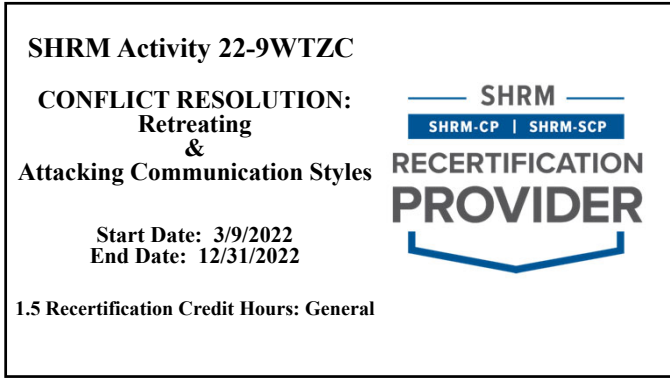 SHRM Activity 22-9WTZC
CONFLICT RESOLUTION:
Retreating
&
Attacking Communication Styles
Start Date: 3/9/2022
End Date: 12/31/2022
1.5 Recertification Credit Hours: General
SHRM
SHRM-CP | SHRM-SCP
RECERTIFICATION
PROVIDER